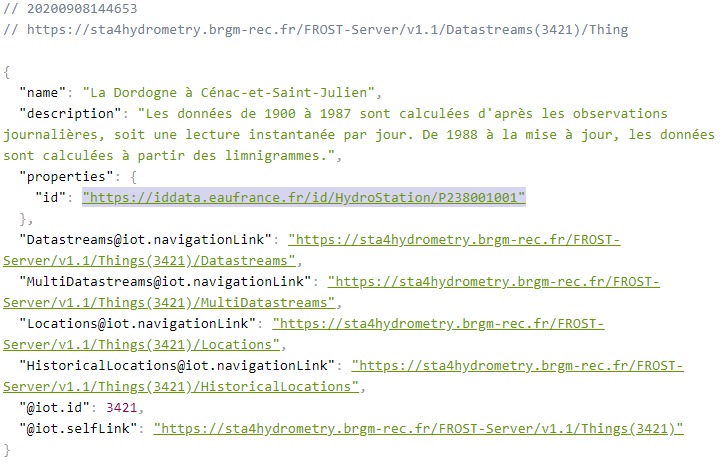 // 20200908144653
// https://sta4hydrometry.brgm-rec.fr/FROST-Server/v1.1/Datastreams(3421)/Thing
{
"name": "La Dordogne à Cénac-et-Saint-Julien",
"description": "Les données de 1900 à 1987 sont calculées d'après les observations
journalières, soit une lecture instantanée par jour. De 1988 à la mise à jour, les données
sont calculées à partir des limnigrammes.",
"properties": {
"id": "https://iddata.eaufrance.fr/id/HydroStation/P238001001"
},
"Datastreams@iot.navigationLink": "https://sta4hydrometry.brgm-rec.fr/FROST-
Server/v1.1/Things(3421)/Datastreams",
"MultiDatastreams@iot.navigationLink": "https://sta4hydrometry.brgm-rec.fr/FROST-
Server/v1.1/Things(3421)/MultiDatastreams",
"Locations@iot.navigationLink": "https://sta4hydrometry.brgm-rec.fr/FROST-
Server/v1.1/Things(3421)/Locations",
"HistoricalLocations@iot.navigationLink": "https://sta4hydrometry.brgm-rec.fr/FROST-
Server/v1.1/Things(3421)/HistoricalLocations",
"@iot.id": 3421,
"@iot.selfLink": "https://sta4hydrometry.brgm-rec.fr/FROST-Server/v1.1/Things(3421)"
}